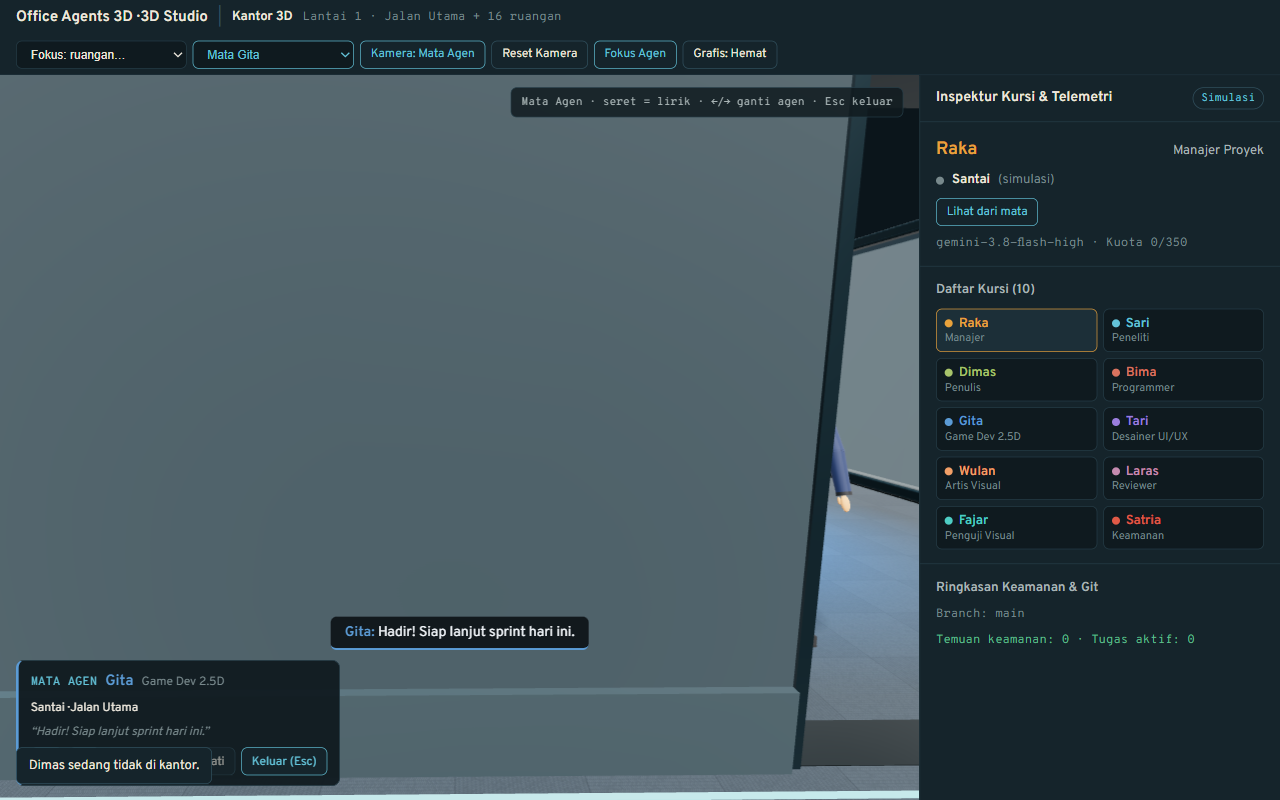 Office Agents 3D · 3D Studio
Kantor 3D Lantai 1 · Jalan Utama + 16 ruangan
Fokus: ruangan...
Mata Gita
Kamera: Mata Agen
Reset Kamera
Fokus Agen
Grafis: Hemat
Mata Agen · seret = lirik · ←/→ ganti agen · Esc keluar
Gita: Hadir! Siap lanjut sprint hari ini.
MATA AGEN Gita Game Dev 2.5D
Santai · Jalan Utama
“Hadir! Siap lanjut sprint hari ini.”
Dimas sedang tidak di kantor.
Keluar (Esc)
Inspektur Kursi & Telemetri
Simulasi
Raka
Manajer Proyek
Santai (simulasi)
Lihat dari mata
gemini-3.8-flash-high · Kuota 0/350
Daftar Kursi (10)
Raka
Manajer
Sari
Peneliti
Dimas
Penulis
Bima
Programmer
Gita
Game Dev 2.5D
Tari
Desainer UI/UX
Wulan
Artis Visual
Laras
Reviewer
Fajar
Penguji Visual
Satria
Keamanan
Ringkasan Keamanan & Git
Branch: main
Temuan keamanan: 0 · Tugas aktif: 0